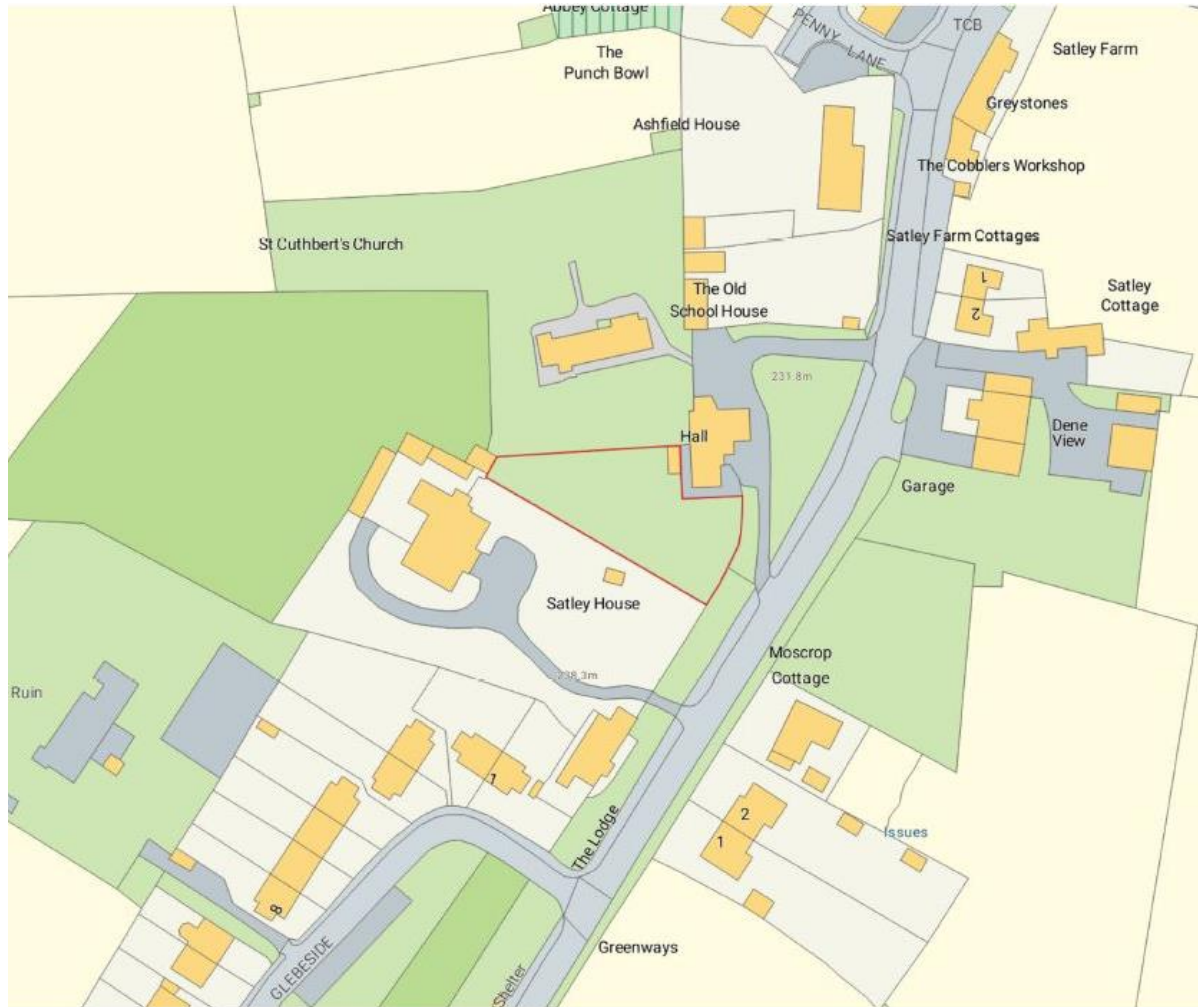 Abbey Cottage
The
Punch Bowl
PENNY LANE
TCB
Satley Farm
Greystones
Ashfield House
The Cobblers Workshop
St Cuthbert's Church
Satley Farm Cottages
1
2
Satley
Cottage
The Old
School House
231.8m
Hall
Dene
View
Garage
Satley House
Moscrop
Cottage
238.3m
Ruin
7
2
1
Issues
The Lodge
8
Greenways
GLEBESIDE
Shelter